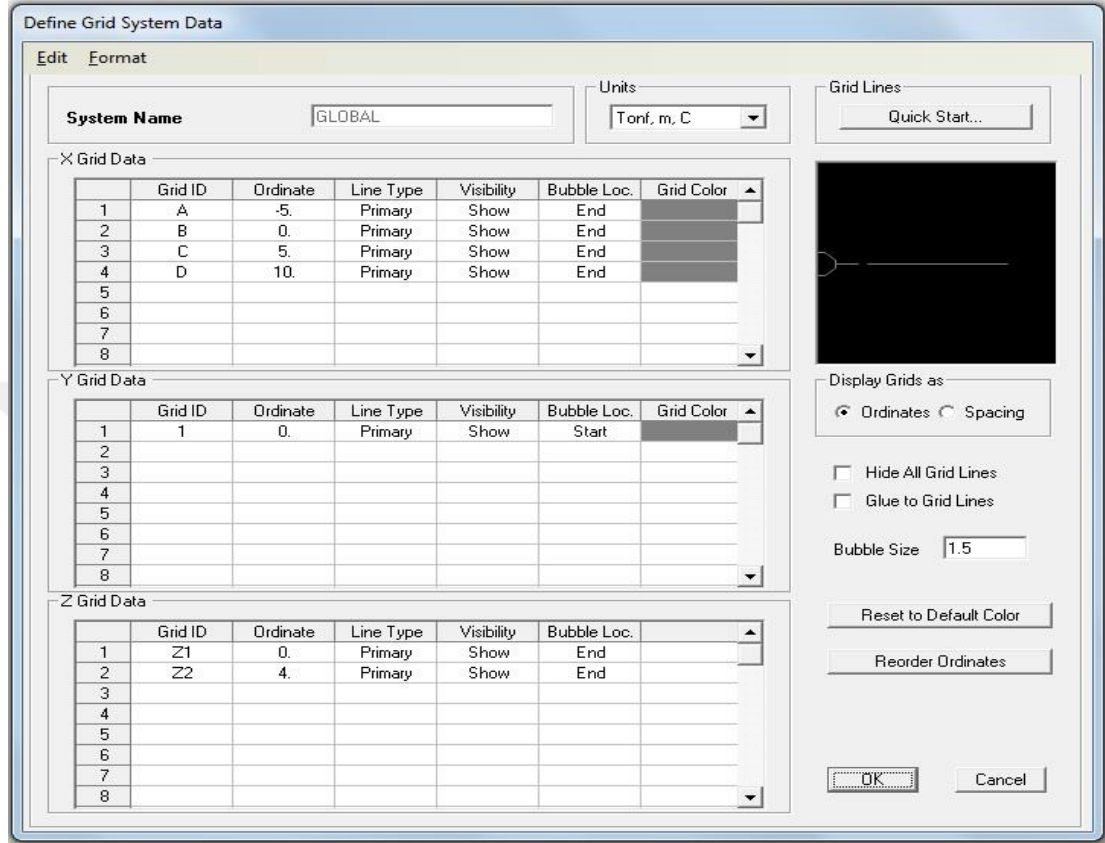 Define Grid System Data
Edit Format
System Name GLOBAL
Units
Tonf, m, C
Grid Lines
Quick Start...
X Grid Data
Grid ID Ordinate Line Type Visibility Bubble Loc. Grid Color
1 A -5. Primary Show End
2 B 0. Primary Show End
3 C 5. Primary Show End
4 D 10. Primary Show End
5
6
7
8
Y Grid Data
Grid ID Ordinate Line Type Visibility Bubble Loc. Grid Color
1 1 0. Primary Show Start
2
3
4
5
6
7
8
Display Grids as
Ordinates Spacing
Hide All Grid Lines
Glue to Grid Lines
Bubble Size 1.5
Z Grid Data
Grid ID Ordinate Line Type Visibility Bubble Loc.
1 Z1 0. Primary Show End
2 Z2 4. Primary Show End
3
4
5
6
7
8
Reset to Default Color
Reorder Ordinates
OK Cancel